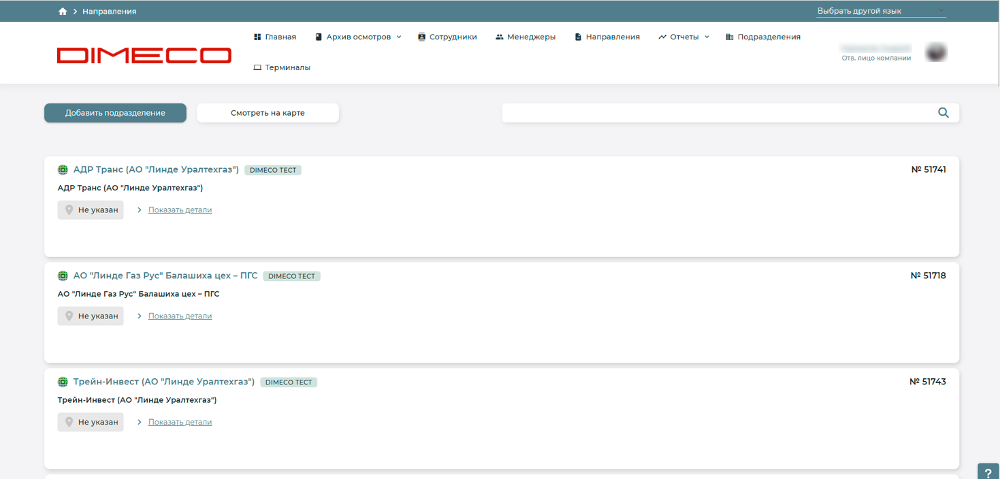 Направления
Выбрать другой язык
Главная Архив осмотров Сотрудники Менеджеры Направления Отчеты Подразделения
DIMECO
Отв. лицо компании
Терминалы
Добавить подразделение Смотреть на карте
АДР Транс (АО "Линде Уралтехгаз") DIMECO ТЕСТ № 51741
АДР Транс (АО "Линде Уралтехгаз")
Не указан Показать детали
АО "Линде Газ Рус" Балашиха цех – ПГС DIMECO ТЕСТ № 51718
АО "Линде Газ Рус" Балашиха цех – ПГС
Не указан Показать детали
Трейн-Инвест (АО "Линде Уралтехгаз") DIMECO ТЕСТ № 51743
Трейн-Инвест (АО "Линде Уралтехгаз")
Не указан Показать детали
?